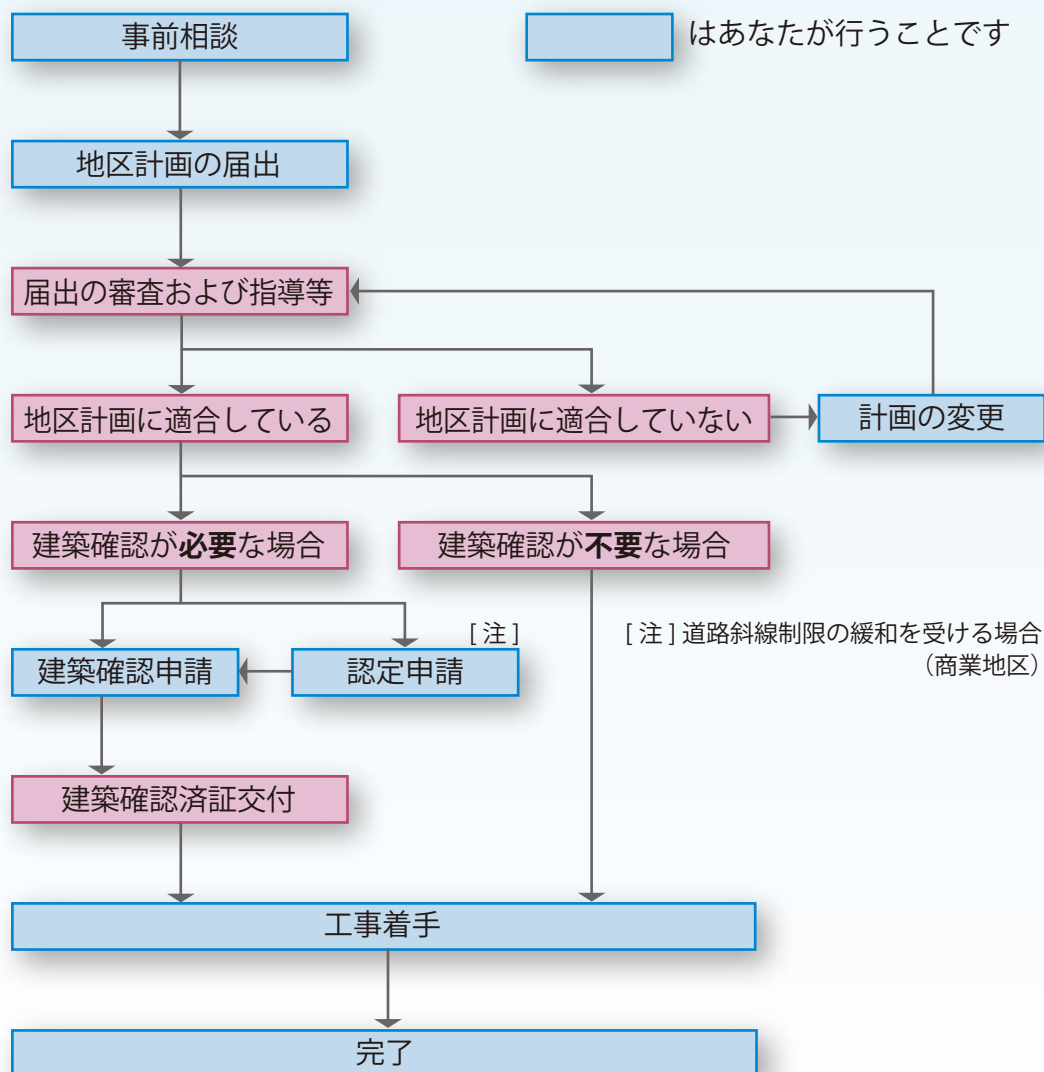 事前相談
はあなたが行うことです
地区計画の届出
届出の審査および指導等
地区計画に適合している
地区計画に適合していない
計画の変更
建築確認が必要な場合
建築確認が不要な場合
[ 注 ]
[ 注 ] 道路斜線制限の緩和を受ける場合
（商業地区）
建築確認申請
認定申請
建築確認済証交付
工事着手
完了